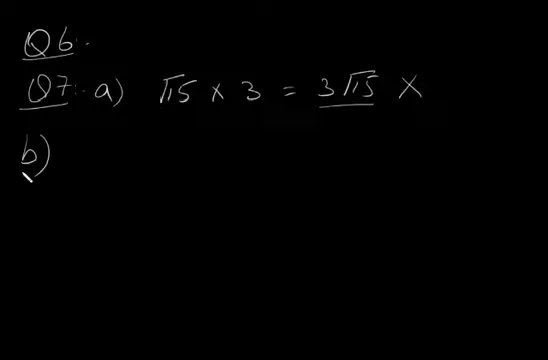 Q6:-
Q7:- a) √15 × 3 = 3√15 ×
b)